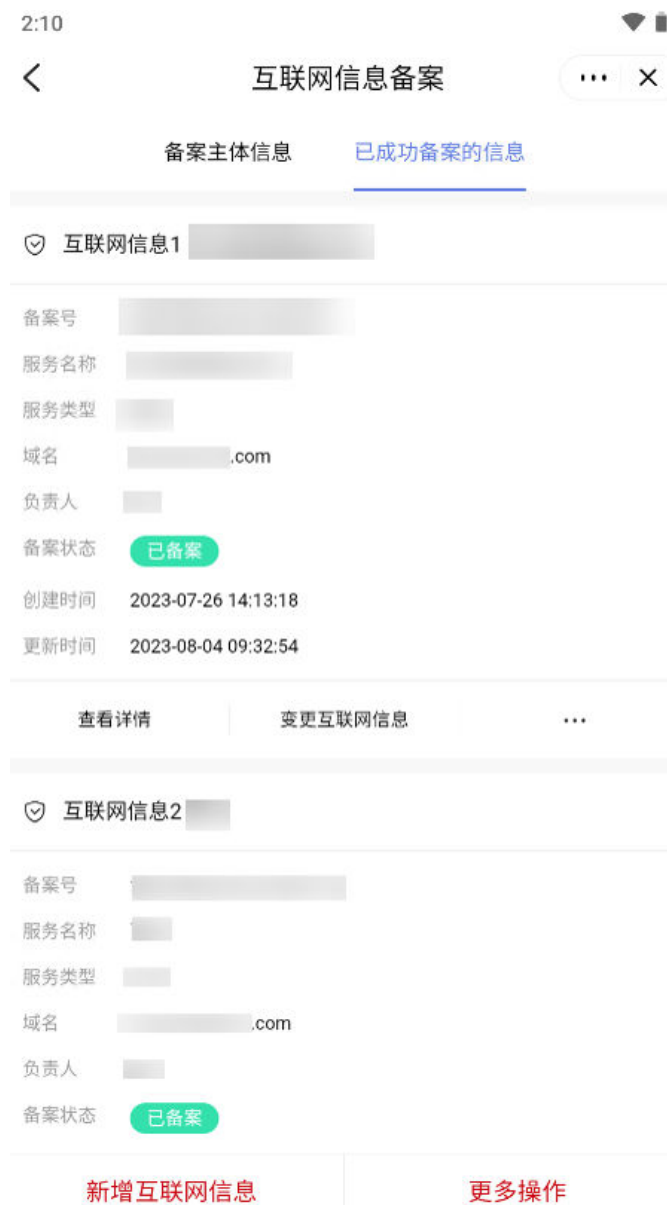 2:10
互联网信息备案
备案主体信息 已成功备案的信息
互联网信息1
备案号
服务名称
服务类型
域名 .com
负责人
备案状态 已备案
创建时间 2023-07-26 14:13:18
更新时间 2023-08-04 09:32:54
查看详情 变更互联网信息 ...
互联网信息2
备案号
服务名称
服务类型
域名 .com
负责人
备案状态 已备案
新增互联网信息 更多操作